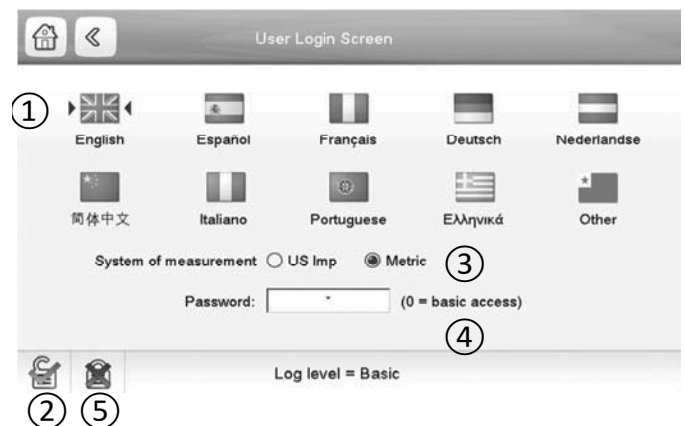 User Login Screen
①
English Español Français Deutsch Nederlandse
简体中文 Italiano Portuguese Ελληνικά Other
System of measurement US Imp Metric ③
Password: * (0 = basic access)
④
Log level = Basic
② ⑤